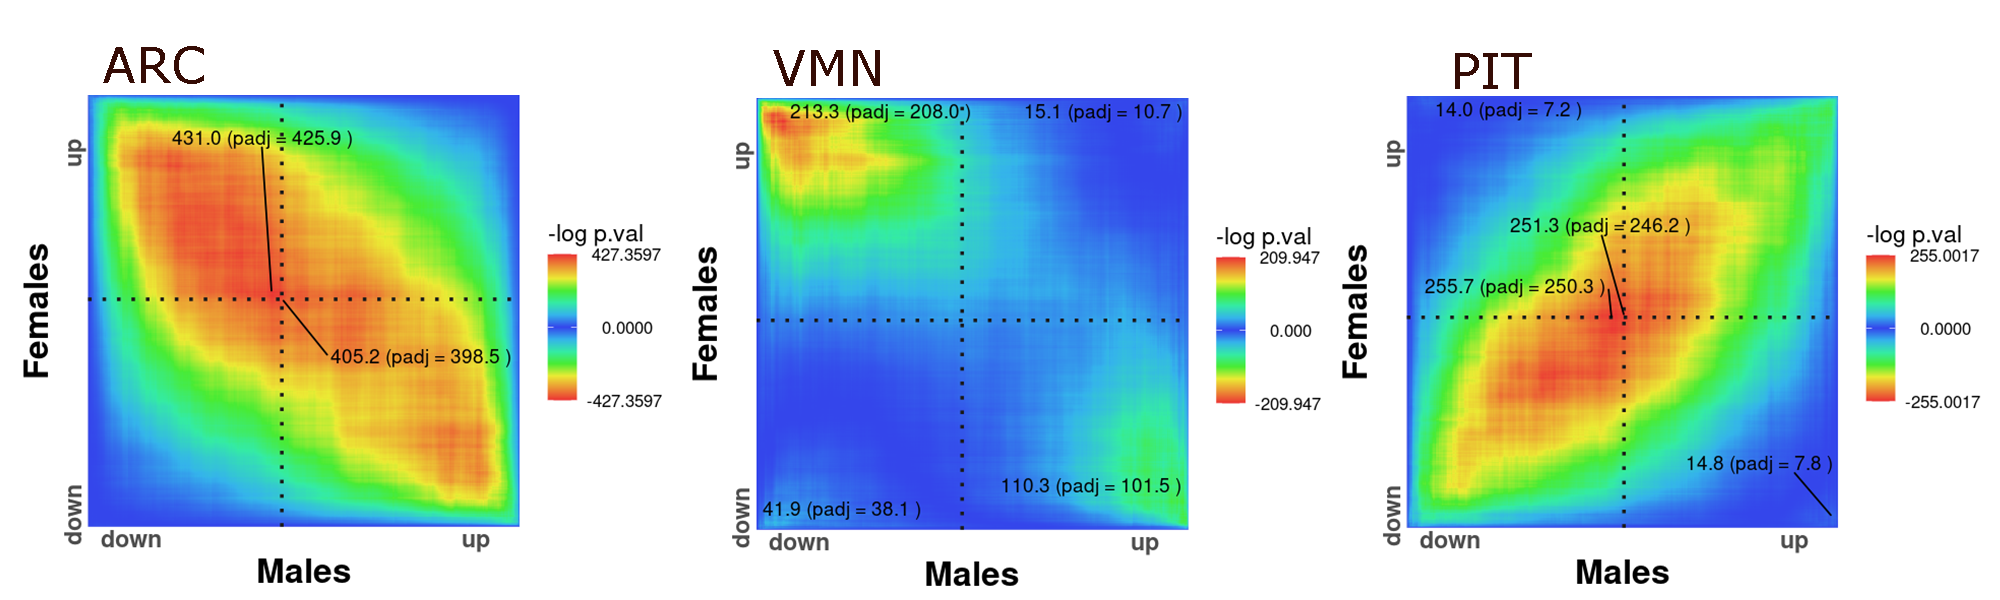 ARC
431.0 (padj = 425.9 )
405.2 (padj = 398.5 )
up
down
Females
down
up
Males
-log p.val
427.3597
0.0000
-427.3597
VMN
213.3 (padj = 208.0 )
15.1 (padj = 10.7 )
110.3 (padj = 101.5 )
41.9 (padj = 38.1 )
up
down
Females
down
up
Males
-log p.val
209.947
0.000
-209.947
PIT
14.0 (padj = 7.2 )
251.3 (padj = 246.2 )
255.7 (padj = 250.3 )
14.8 (padj = 7.8 )
up
down
Females
down
up
Males
-log p.val
255.0017
0.0000
-255.0017